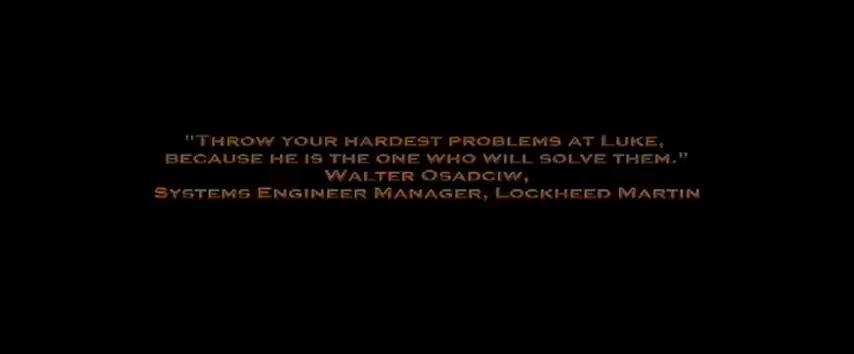 "Throw your hardest problems at Luke,
because he is the one who will solve them."
Walter Osadciw,
Systems Engineer Manager, Lockheed Martin